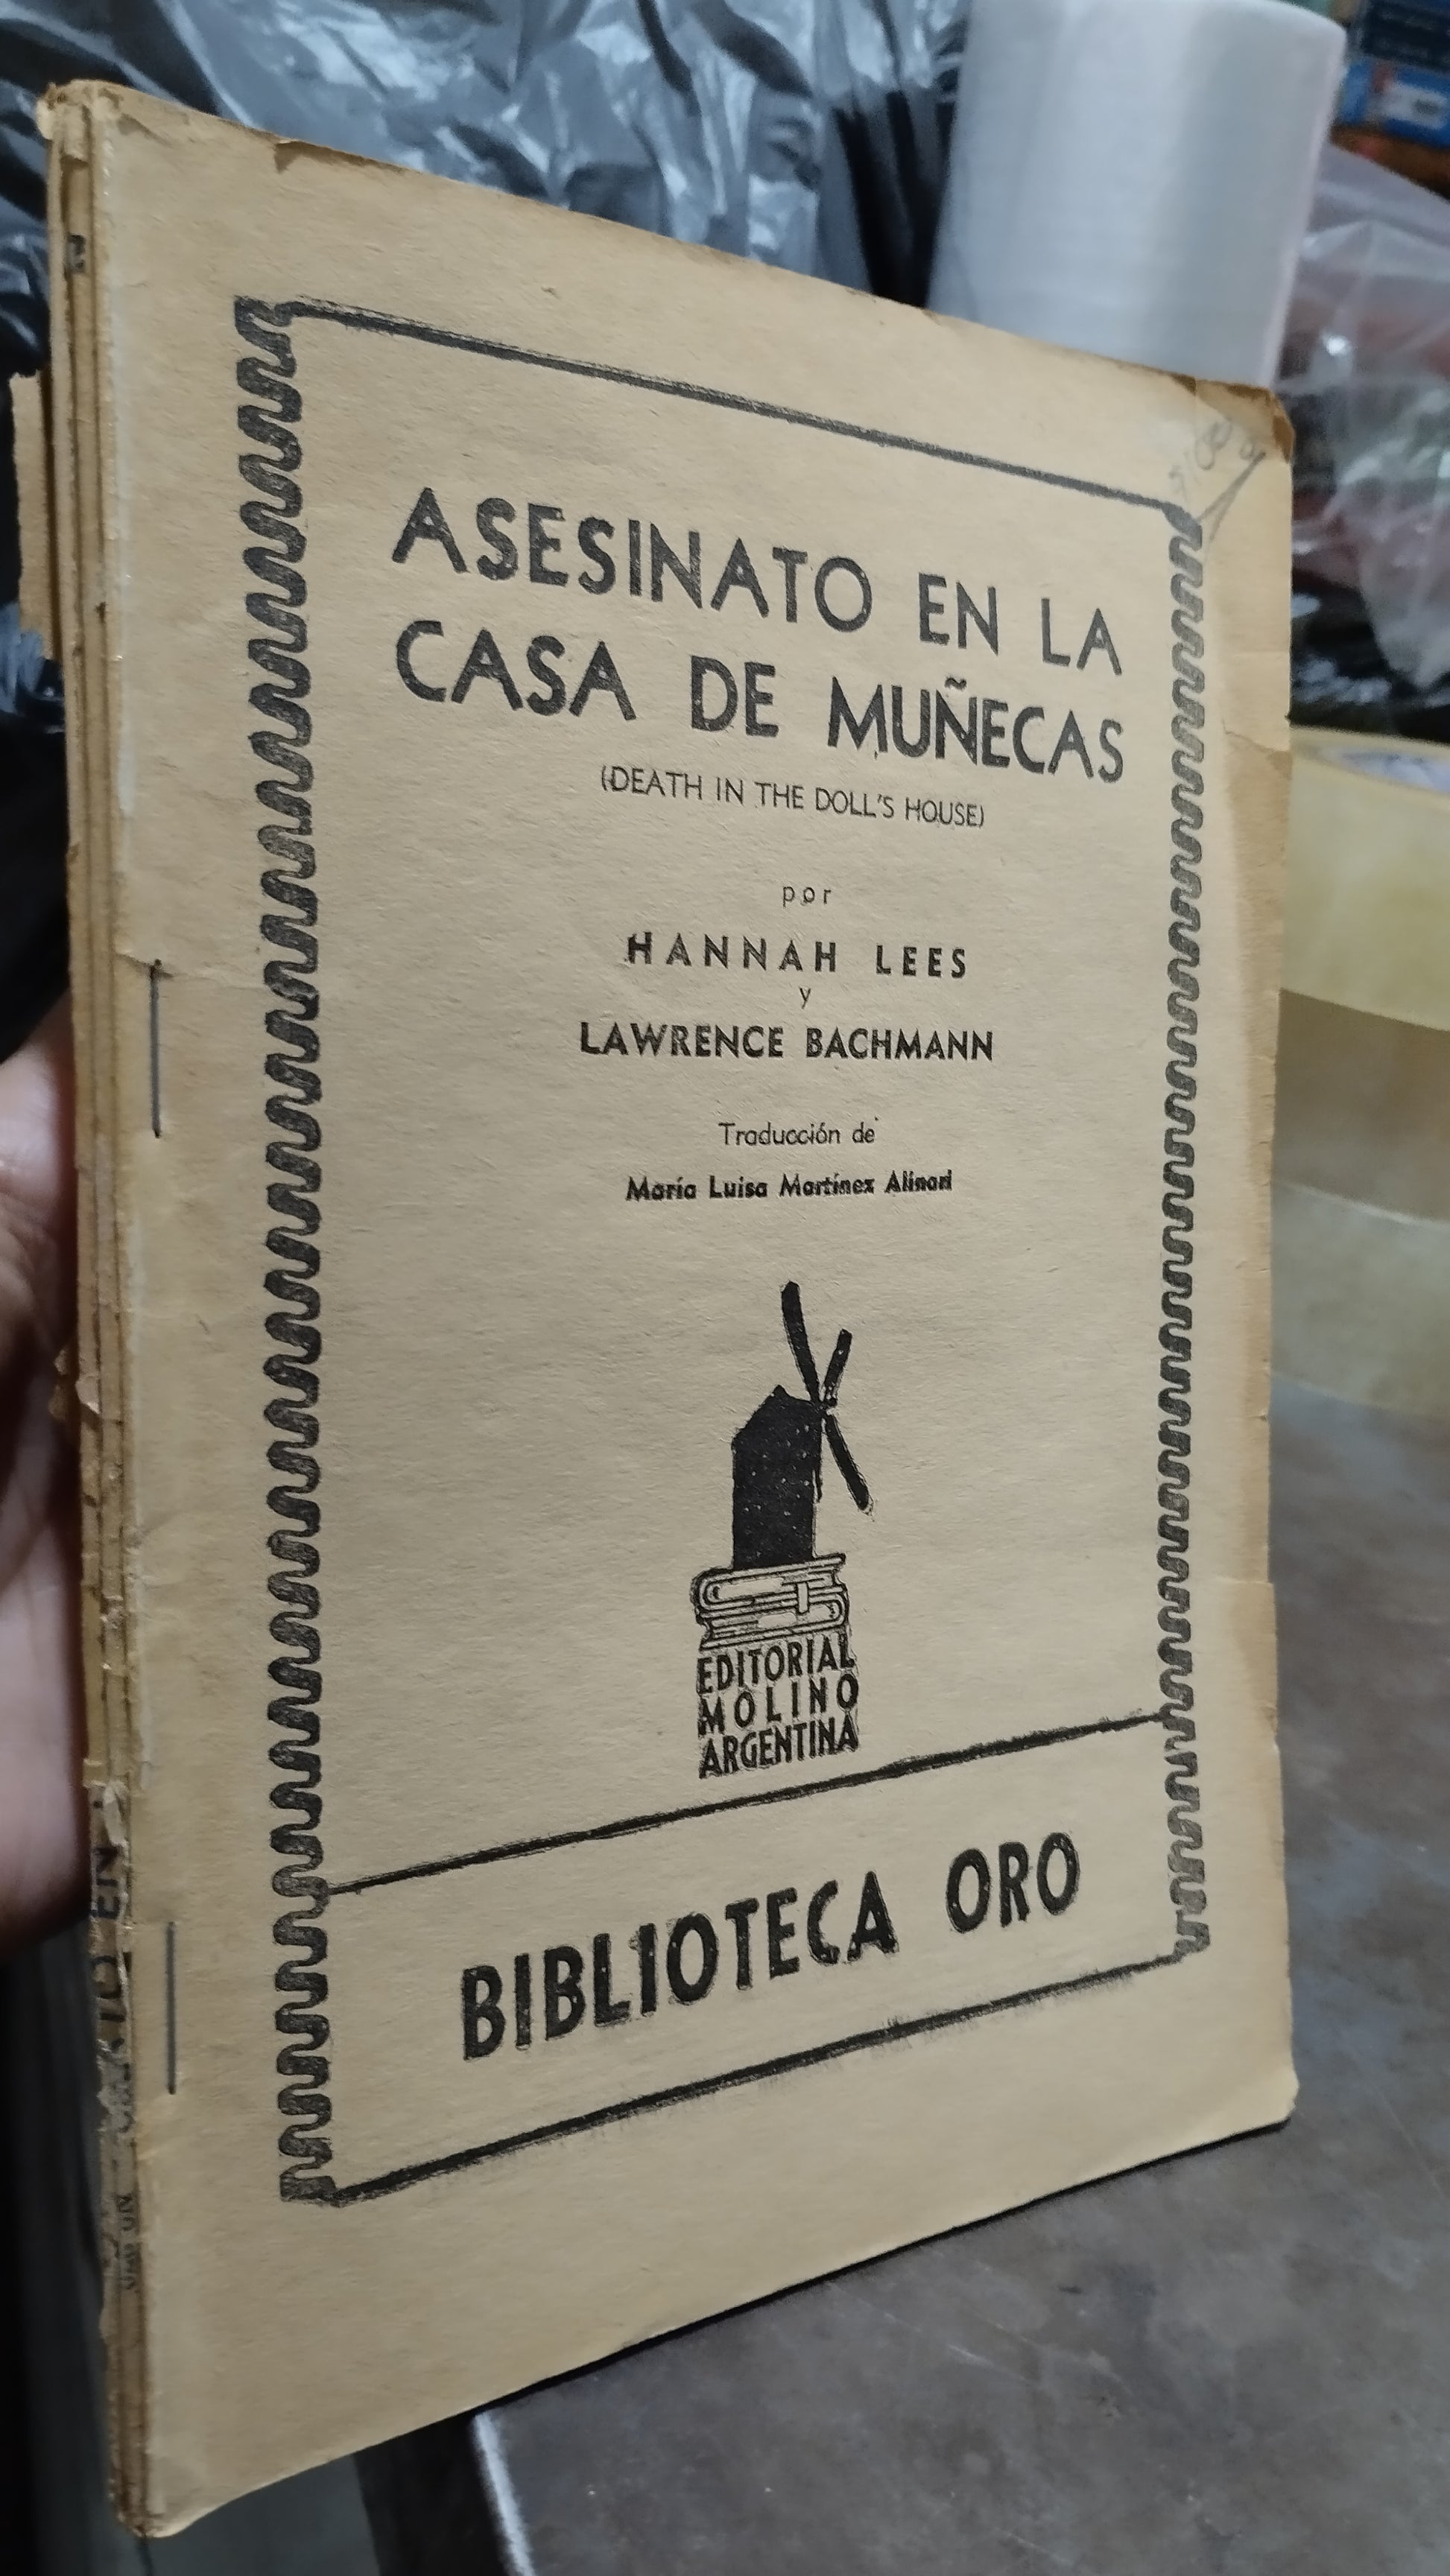 ASESINATO EN LA
CASA DE MUÑECAS
(DEATH IN THE DOLL'S HOUSE)
por
HANNAH LEES
y
LAWRENCE BACHMANN
Traducción de
María Luisa Martínez Alinari
EDITORIAL
MOLINO
ARGENTINA
BIBLIOTECA ORO